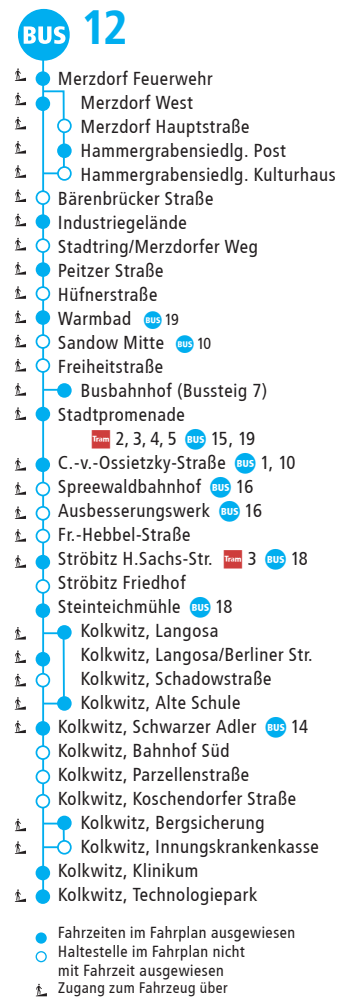 BUS 12
Merzdorf Feuerwehr
Merzdorf West
Merzdorf Hauptstraße
Hammergrabensiedlg. Post
Hammergrabensiedlg. Kulturhaus
Bärenbrücker Straße
Industriegelände
Stadtring/Merzdorfer Weg
Peitzer Straße
Hüfnerstraße
Warmbad BUS 19
Sandow Mitte BUS 10
Freiheitstraße
Busbahnhof (Bussteig 7)
Stadtpromenade
Tram 2, 3, 4, 5 BUS 15, 19
C.-v.-Ossietzky-Straße BUS 1, 10
Spreewaldbahnhof BUS 16
Ausbesserungswerk BUS 16
Fr.-Hebbel-Straße
Ströbitz H.Sachs-Str. Tram 3 BUS 18
Ströbitz Friedhof
Steinteichmühle BUS 18
Kolkwitz, Langosa
Kolkwitz, Langosa/Berliner Str.
Kolkwitz, Schadowstraße
Kolkwitz, Alte Schule
Kolkwitz, Schwarzer Adler BUS 14
Kolkwitz, Bahnhof Süd
Kolkwitz, Parzellenstraße
Kolkwitz, Koschendorfer Straße
Kolkwitz, Bergsicherung
Kolkwitz, Innungskrankenkasse
Kolkwitz, Klinikum
Kolkwitz, Technologiepark
Fahrzeiten im Fahrplan ausgewiesen
Haltestelle im Fahrplan nicht
mit Fahrzeit ausgewiesen
Zugang zum Fahrzeug über